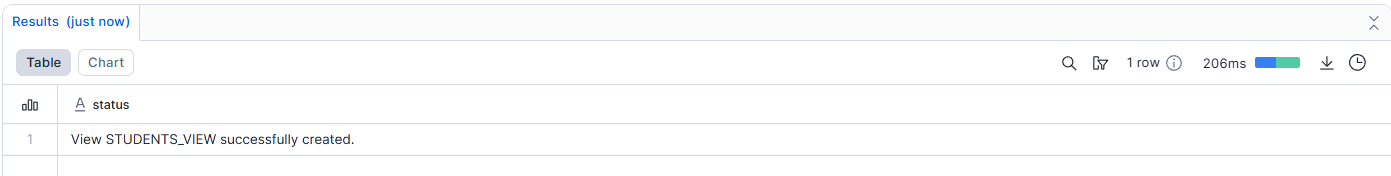 Results (just now)
Table Chart 1 row 206ms
A status
1 View STUDENTS_VIEW successfully created.